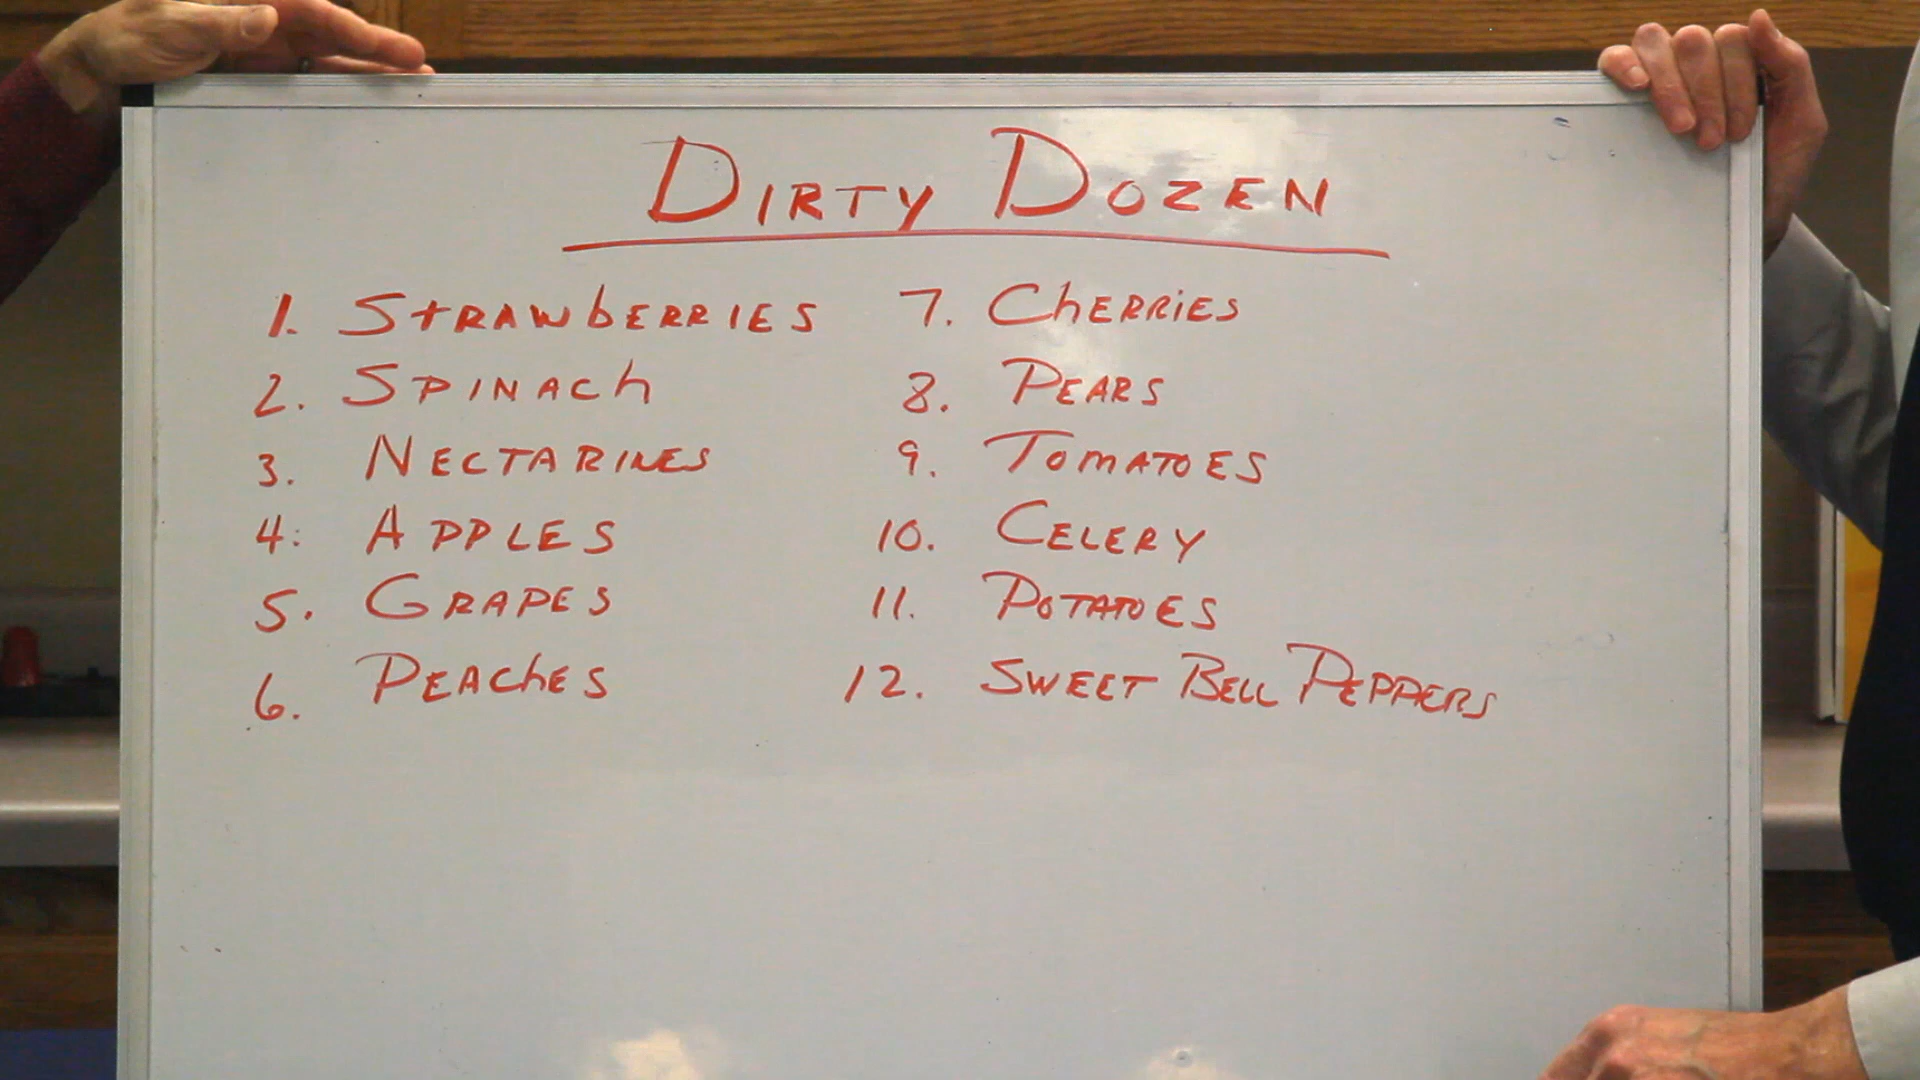 DIRTY DOZEN
1. STRAWBERRIES
2. SPINACH
3. NECTARINES
4. APPLES
5. GRAPES
6. PEACHES
7. CHERRIES
8. PEARS
9. TOMATOES
10. CELERY
11. POTATOES
12. SWEET BELL PEPPERS